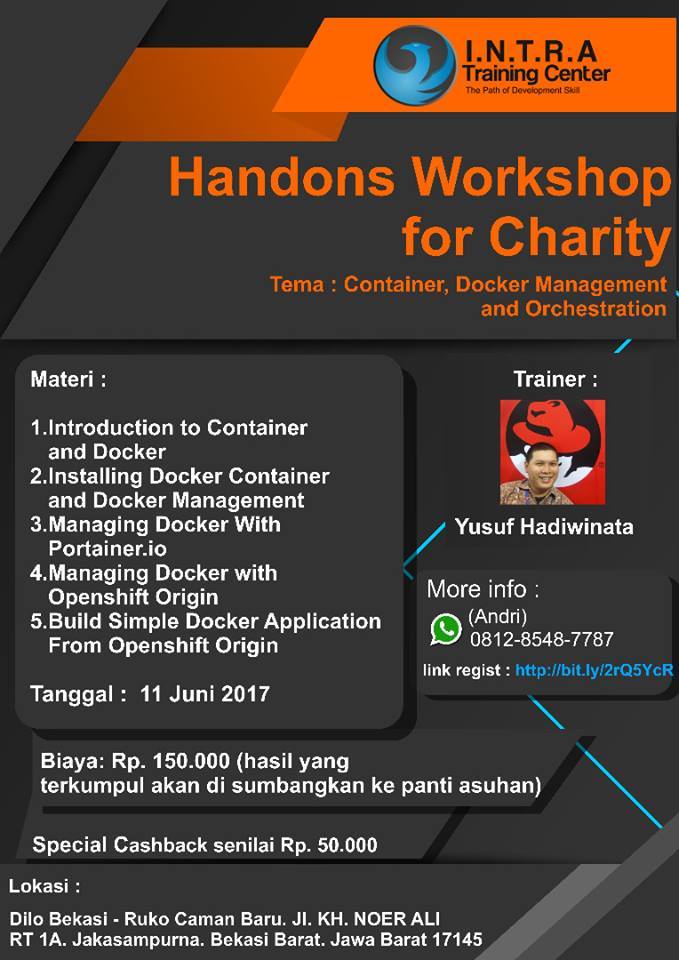 I.N.T.R.A
Training Center
The Path of Development Skill
Handons Workshop
for Charity
Tema : Container, Docker Management
and Orchestration
Materi :
1.Introduction to Container
and Docker
2.Installing Docker Container
and Docker Management
3.Managing Docker With
Portainer.io
4.Managing Docker with
Openshift Origin
5.Build Simple Docker Application
From Openshift Origin
Tanggal : 11 Juni 2017
Trainer :
Yusuf Hadiwinata
More info :
(Andri)
0812-8548-7787
link regist : http://bit.ly/2rQ5YcR
Biaya: Rp. 150.000 (hasil yang
terkumpul akan di sumbangkan ke panti asuhan)
Special Cashback senilai Rp. 50.000
Lokasi :
Dilo Bekasi - Ruko Caman Baru. Jl. KH. NOER ALI
RT 1A. Jakasampurna. Bekasi Barat. Jawa Barat 17145